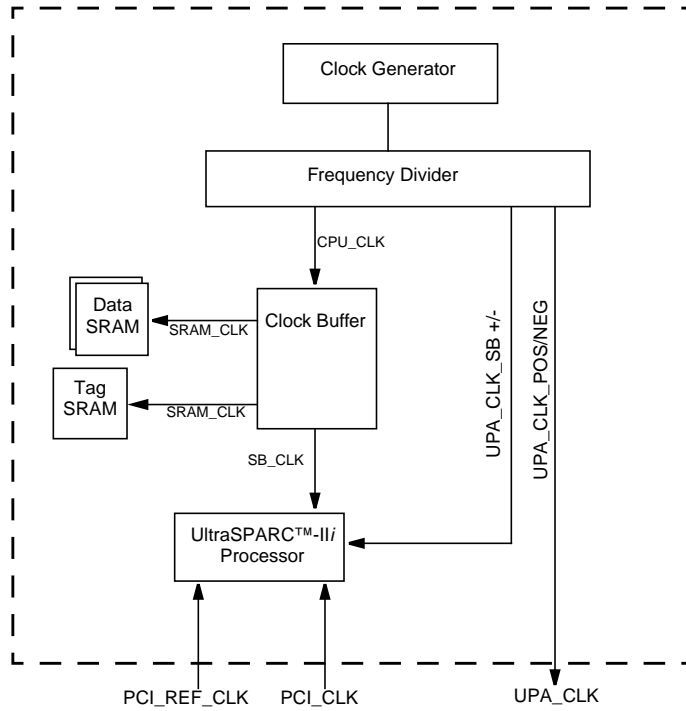 Clock Generator
Frequency Divider
CPU_CLK
Data
SRAM
SRAM_CLK
Clock Buffer
Tag
SRAM
SRAM_CLK
SB_CLK
UPA_CLK_SB +/-
UPA_CLK_POS/NEG
UltraSPARC™-IIi
Processor
PCI_REF_CLK
PCI_CLK
UPA_CLK